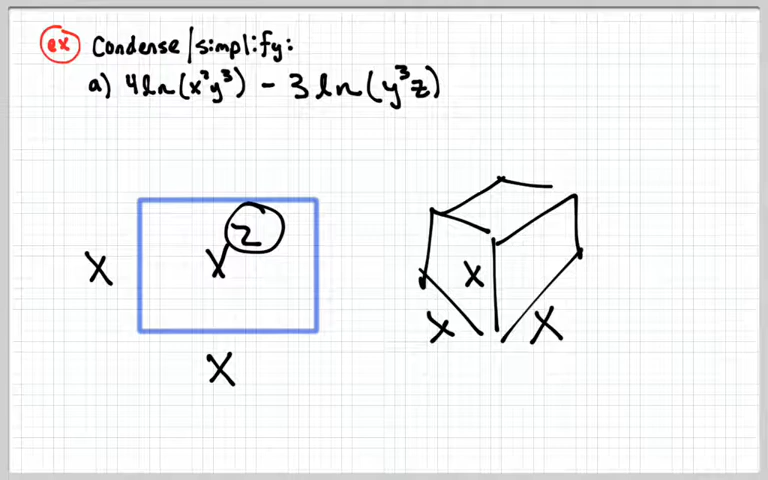 ex Condense/simplify:
a) 4ln(x²y³) - 3ln(y³z)
X
X²
X
X
X
X